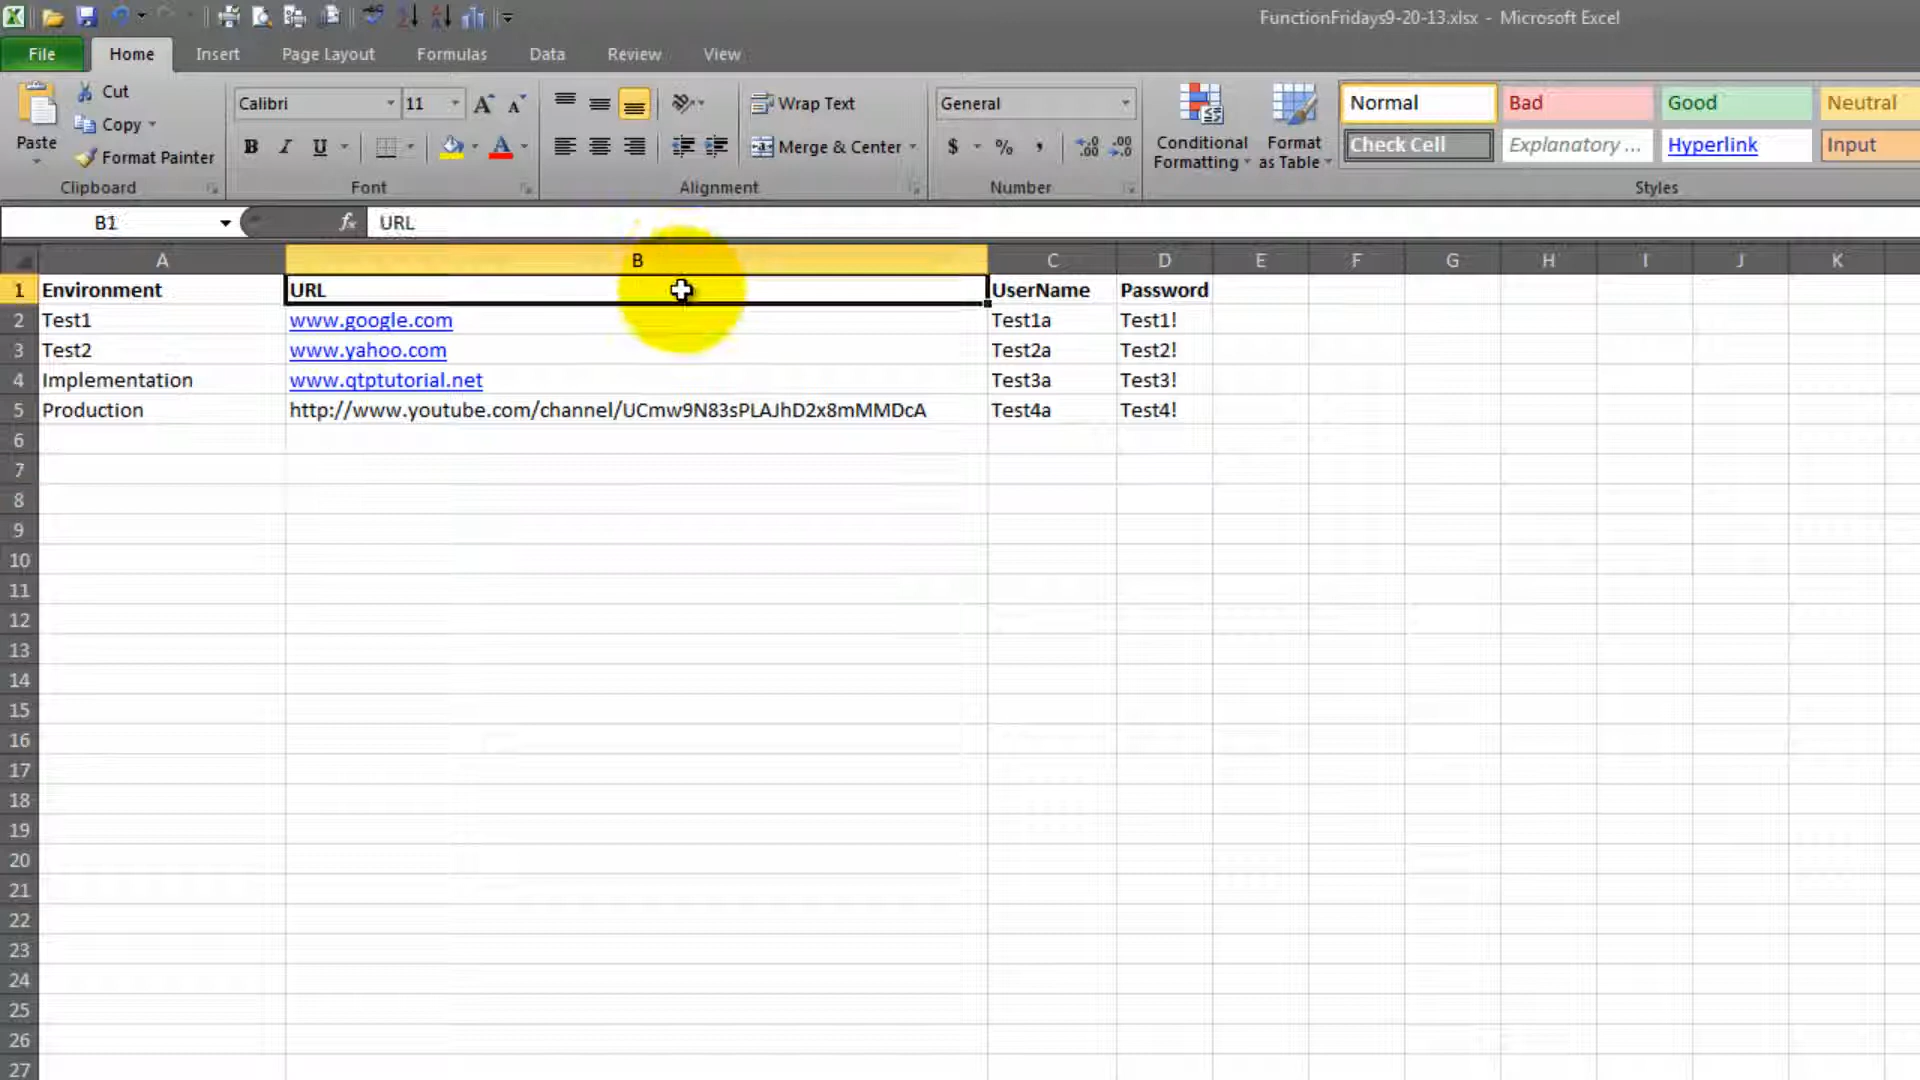 FunctionFridays9-20-13.xlsx - Microsoft Excel
File Home Insert Page Layout Formulas Data Review View
Cut Calibri 11 Wrap Text General Normal Bad Good Neutral
Copy
Paste Format Painter B I U A Merge & Center $ % , Conditional Formatting Format as Table Check Cell Explanatory ... Hyperlink Input
Clipboard Font Alignment Number Styles
B1 fx URL
A B C D E F G H I J K
1 Environment URL UserName Password
2 Test1 www.google.com Test1a Test1!
3 Test2 www.yahoo.com Test2a Test2!
4 Implementation www.qtptutorial.net Test3a Test3!
5 Production http://www.youtube.com/channel/UCmw9N83sPLAJhD2x8mMMDcA Test4a Test4!
6
7
8
9
10
11
12
13
14
15
16
17
18
19
20
21
22
23
24
25
26
27